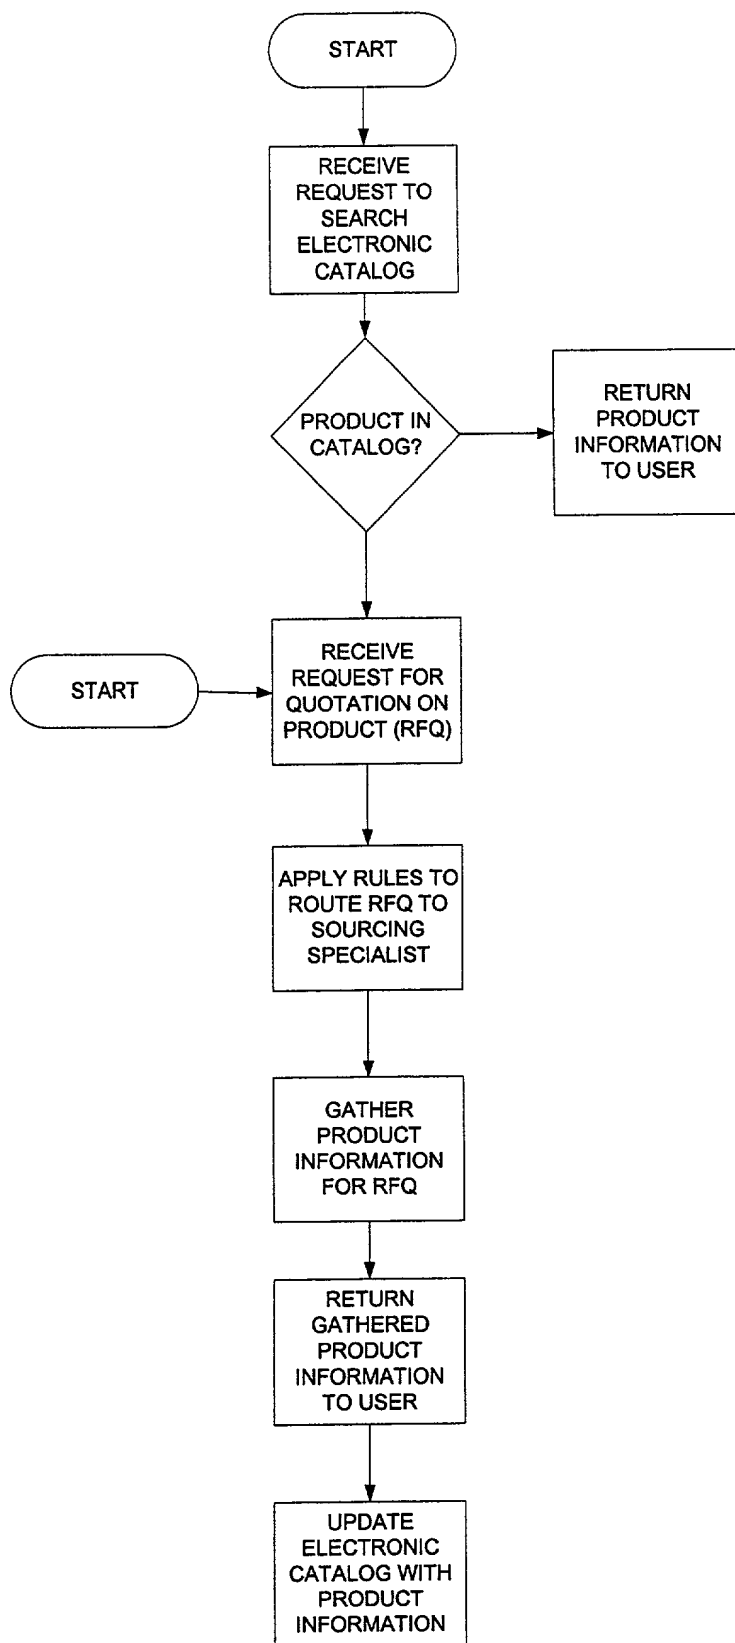 START
RECEIVE
REQUEST TO
SEARCH
ELECTRONIC
CATALOG
PRODUCT IN
CATALOG?
RETURN
PRODUCT
INFORMATION
TO USER
START
RECEIVE
REQUEST FOR
QUOTATION ON
PRODUCT (RFQ)
APPLY RULES TO
ROUTE RFQ TO
SOURCING
SPECIALIST
GATHER
PRODUCT
INFORMATION
FOR RFQ
RETURN
GATHERED
PRODUCT
INFORMATION
TO USER
UPDATE
ELECTRONIC
CATALOG WITH
PRODUCT
INFORMATION